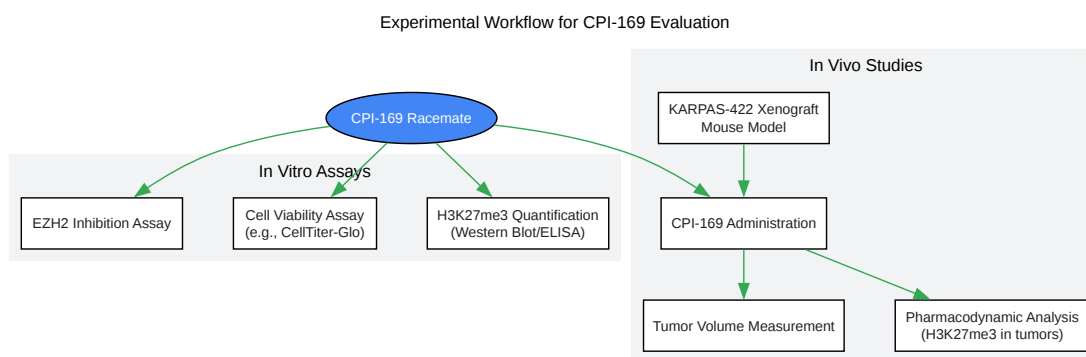 Experimental Workflow for CPI-169 Evaluation
In Vivo Studies
KARPAS-422 Xenograft
Mouse Model
CPI-169 Racemate
In Vitro Assays
EZH2 Inhibition Assay
Cell Viability Assay
(e.g., CellTiter-Glo)
H3K27me3 Quantification
(Western Blot/ELISA)
CPI-169 Administration
Tumor Volume Measurement
Pharmacodynamic Analysis
(H3K27me3 in tumors)